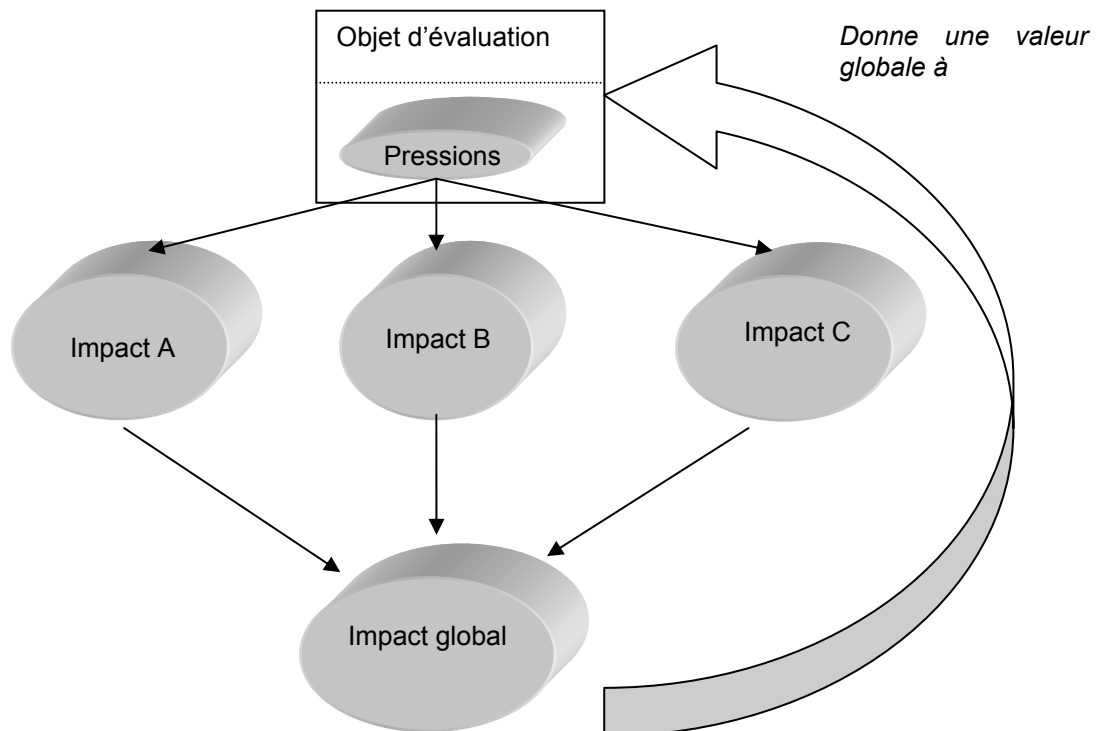 Objet d’évaluation
Donne une valeur
globale à
Pressions
Impact A
Impact B
Impact C
Impact global